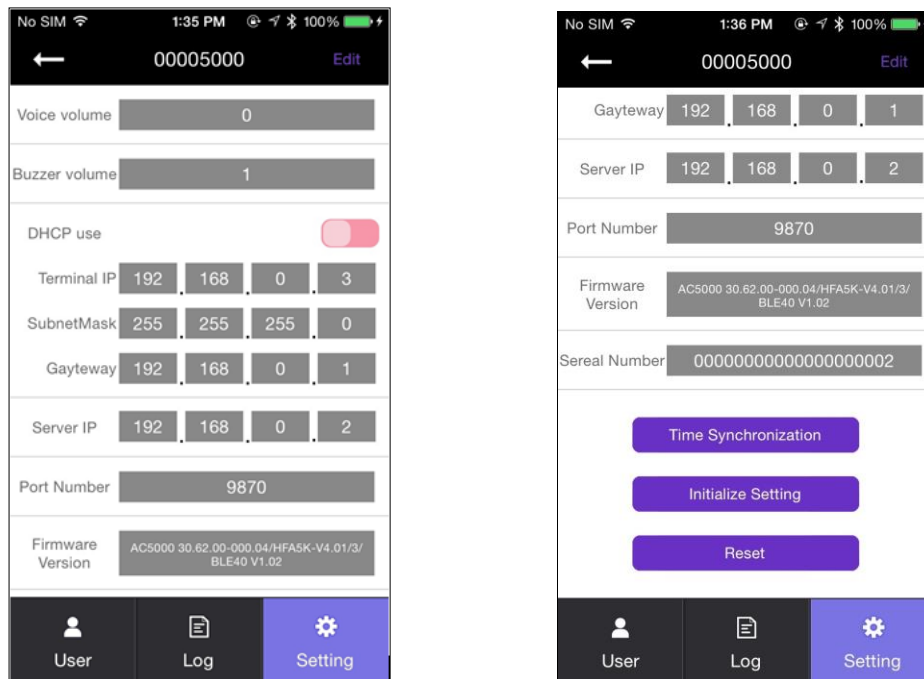 No SIM 1:35 PM 100%
00005000 Edit
Voice volume 0
Buzzer volume 1
DHCP use
Terminal IP 192 . 168 . 0 . 3
SubnetMask 255 . 255 . 255 . 0
Gayteway 192 . 168 . 0 . 1
Server IP 192 . 168 . 0 . 2
Port Number 9870
Firmware Version AC5000 30.62.00-000.04/HFA5K-V4.01/3/
BLE40 V1.02
User Log Setting
No SIM 1:36 PM 100%
00005000 Edit
Gayteway 192 . 168 . 0 . 1
Server IP 192 . 168 . 0 . 2
Port Number 9870
Firmware Version AC5000 30.62.00-000.04/HFA5K-V4.01/3/
BLE40 V1.02
Sereal Number 00000000000000000002
Time Synchronization
Initialize Setting
Reset
User Log Setting